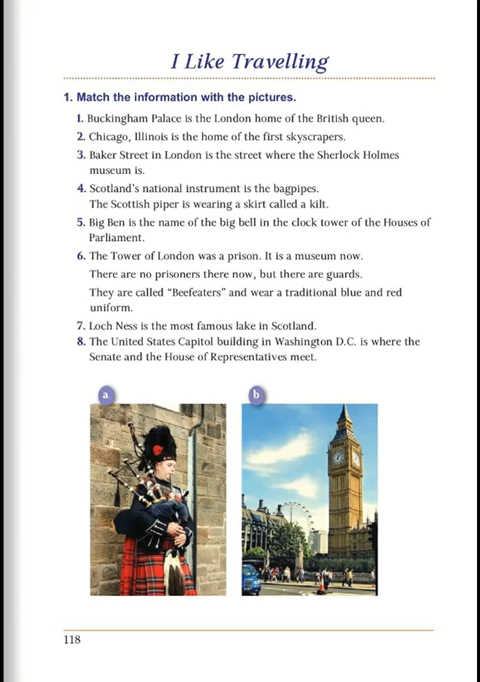 I Like Travelling
1. Match the information with the pictures.
1. Buckingham Palace is the London home of the British queen.
2. Chicago, Illinois is the home of the first skyscrapers.
3. Baker Street in London is the street where the Sherlock Holmes
museum is.
4. Scotland's national instrument is the bagpipes.
The Scottish piper is wearing a skirt called a kilt.
5. Big Ben is the name of the big bell in the clock tower of the Houses of
Parliament.
6. The Tower of London was a prison. It is a museum now.
There are no prisoners there now, but there are guards.
They are called "Beefeaters" and wear a traditional blue and red
uniform.
7. Loch Ness is the most famous lake in Scotland.
8. The United States Capitol building in Washington D.C. is where the
Senate and the House of Representatives meet.
a
b
118